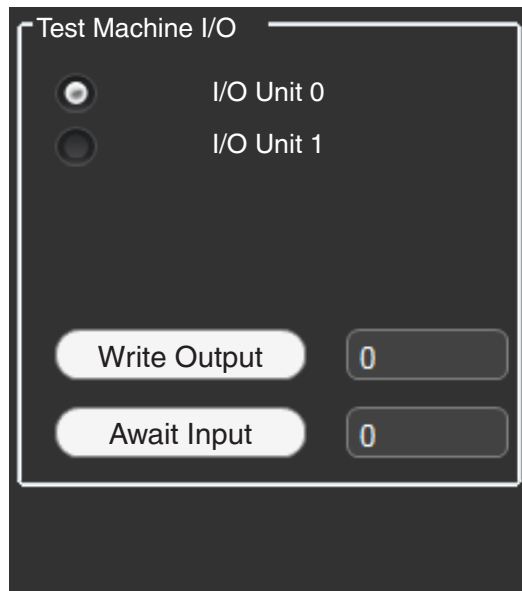 Test Machine I/O
I/O Unit 0
I/O Unit 1
Write Output 0
Await Input 0